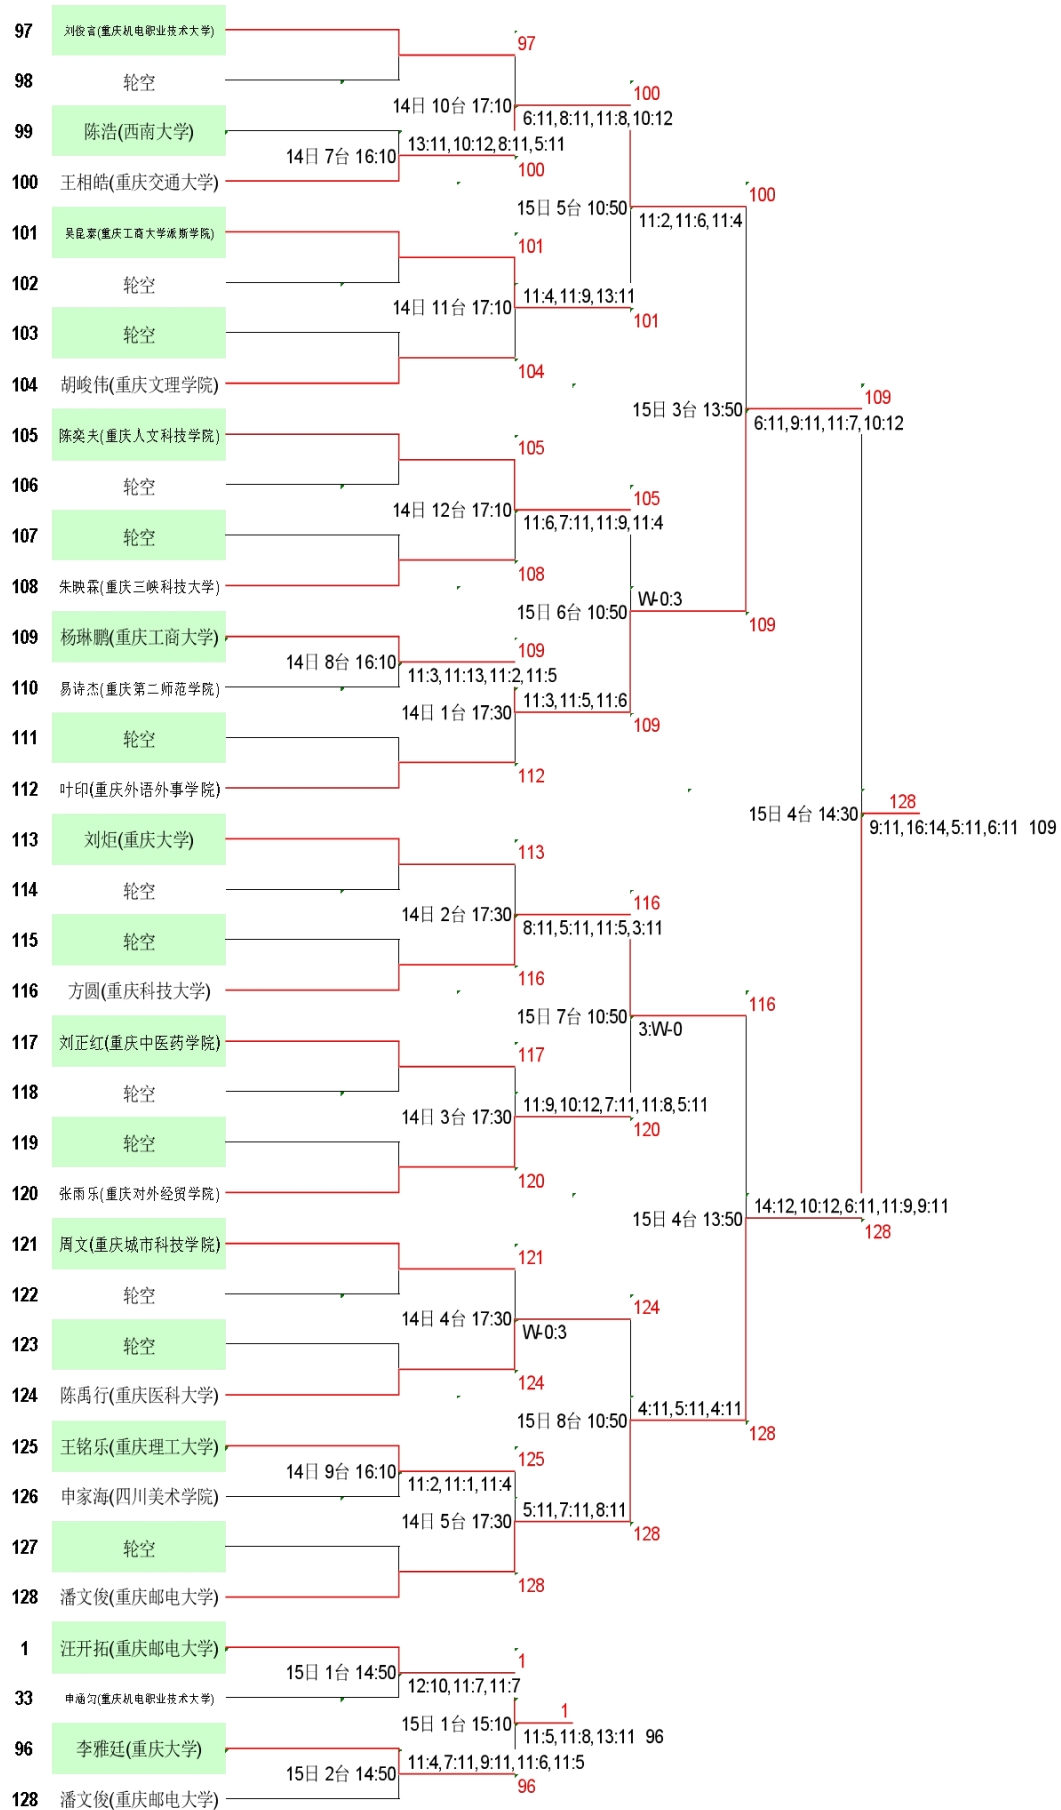 97 刘俊言(重庆机电职业技术大学)
97
98 轮空
14日 10台 17:10
100
6:11,8:11,11:8,10:12
99 陈浩(西南大学)
14日 7台 16:10
13:11,10:12,8:11,5:11
100
100 王相皓(重庆交通大学)
15日 5台 10:50
100
11:2,11:6,11:4
101 吴昆泰(重庆工商大学派斯学院)
101
102 轮空
14日 11台 17:10
11:4,11:9,13:11
101
103 轮空
104
104 胡峻伟(重庆文理学院)
15日 3台 13:50
109
6:11,9:11,11:7,10:12
105 陈奕夫(重庆人文科技学院)
105
106 轮空
14日 12台 17:10
105
11:6,7:11,11:9,11:4
107 轮空
108
108 朱映霖(重庆三峡科技大学)
15日 6台 10:50
W-0:3
109
109 杨琳鹏(重庆工商大学)
14日 8台 16:10
109
11:3,11:13,11:2,11:5
110 易诗杰(重庆第二师范学院)
14日 1台 17:30
11:3,11:5,11:6
109
111 轮空
112
112 叶印(重庆外语外事学院)
15日 4台 14:30
128
9:11,16:14,5:11,6:11 109
113 刘炬(重庆大学)
113
114 轮空
14日 2台 17:30
116
8:11,5:11,11:5,3:11
115 轮空
116
116 方圆(重庆科技大学)
15日 7台 10:50
116
3:W-0
117 刘正红(重庆中医药学院)
117
118 轮空
14日 3台 17:30
11:9,10:12,7:11,11:8,5:11
120
119 轮空
120
120 张雨乐(重庆对外经贸学院)
15日 4台 13:50
14:12,10:12,6:11,11:9,9:11
128
121 周文(重庆城市科技学院)
121
122 轮空
14日 4台 17:30
124
W-0:3
123 轮空
124
124 陈禹行(重庆医科大学)
15日 8台 10:50
4:11,5:11,4:11
128
125 王铭乐(重庆理工大学)
14日 9台 16:10
125
11:2,11:1,11:4
126 申家海(四川美术学院)
14日 5台 17:30
5:11,7:11,8:11
128
127 轮空
128
128 潘文俊(重庆邮电大学)
1 汪开拓(重庆邮电大学)
15日 1台 14:50
1
12:10,11:7,11:7
33 申涵匀(重庆机电职业技术大学)
15日 1台 15:10
1
11:5,11:8,13:11 96
96 李雅廷(重庆大学)
15日 2台 14:50
11:4,7:11,9:11,11:6,11:5
96
128 潘文俊(重庆邮电大学)